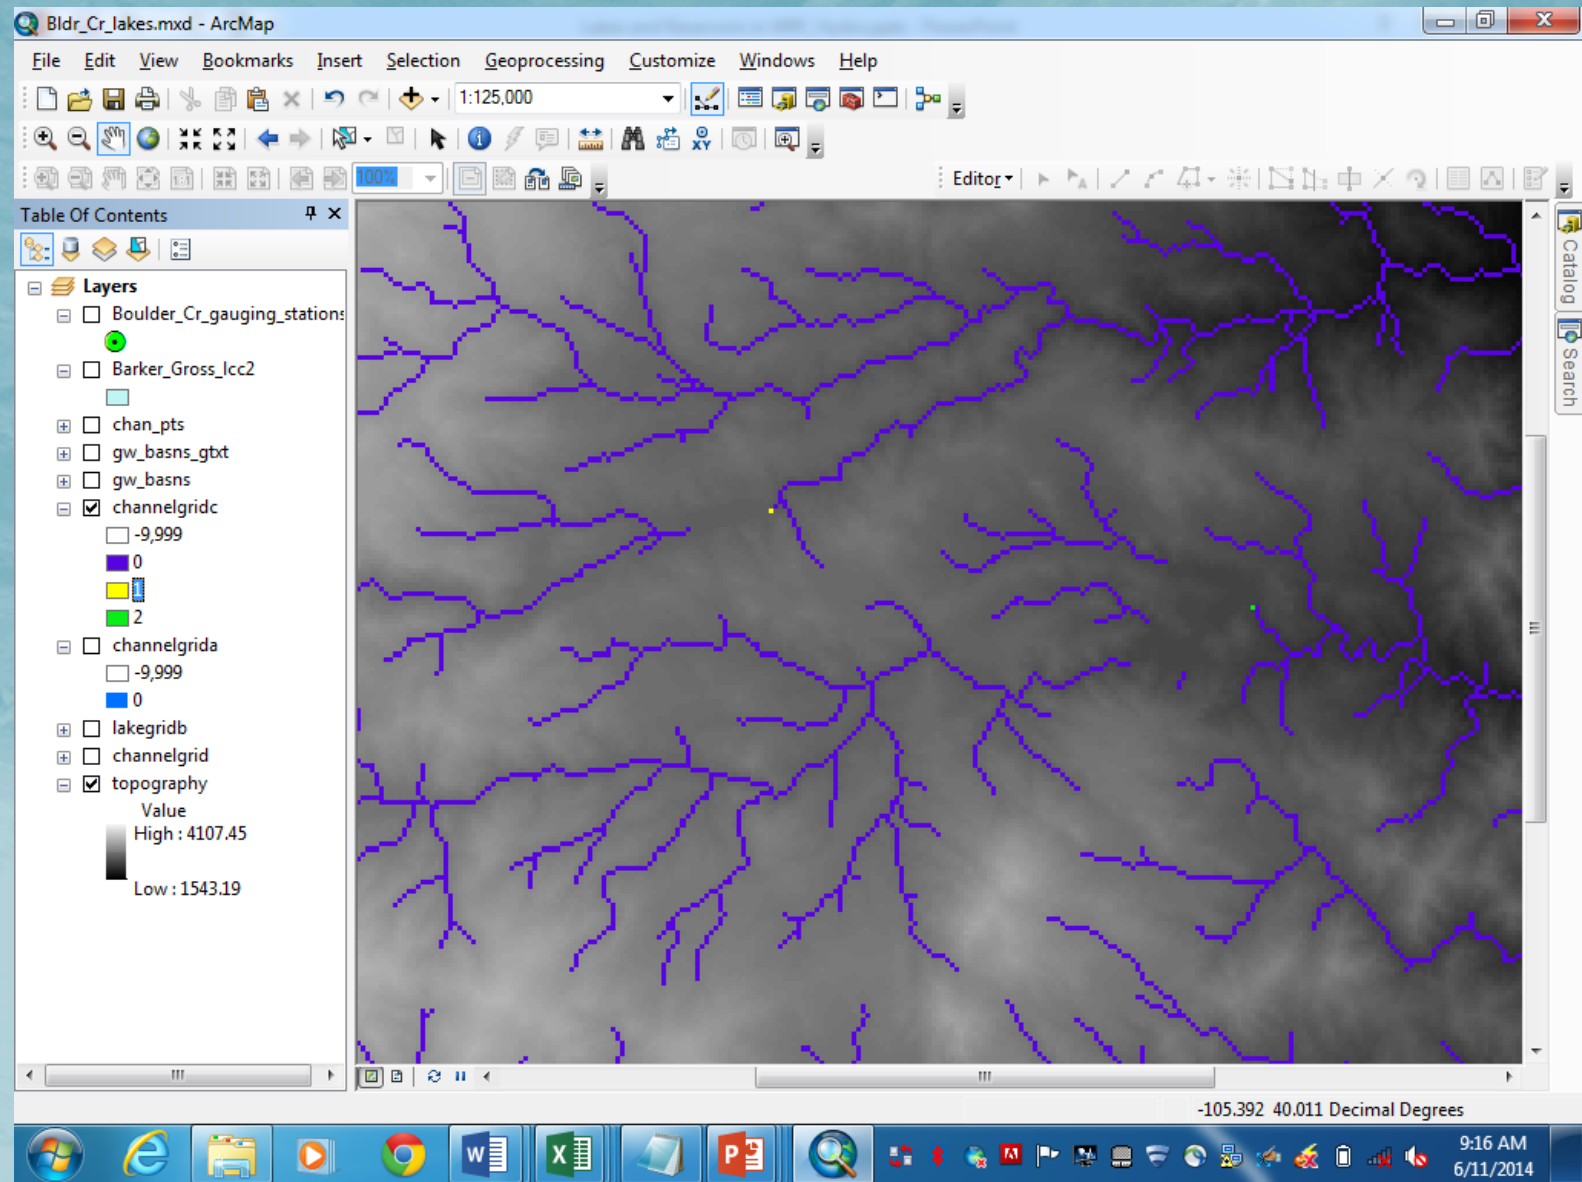 Bldr_Cr_lakes.mxd - ArcMap
File Edit View Bookmarks Insert Selection Geoprocessing Customize Windows Help
1:125,000
100%
Editor
Table Of Contents
Layers
Boulder_Cr_gauging_stations
Barker_Gross_lcc2
chan_pts
gw_basns_gtxt
gw_basns
channelgridc
-9,999
0
1
2
channelgrida
-9,999
0
lakegridb
channelgrid
topography
Value
High : 4107.45
Low : 1543.19
Catalog
Search
-105.392 40.011 Decimal Degrees
9:16 AM
6/11/2014